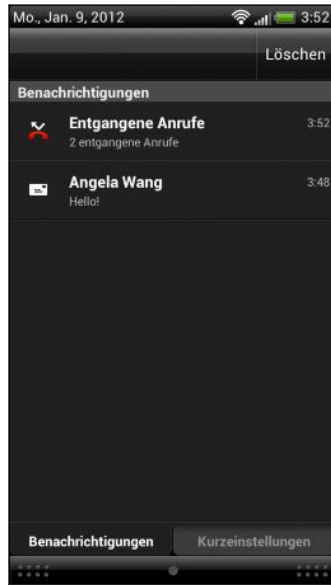 Mo., Jan. 9, 2012 3:52
Löschen
Benachrichtigungen
Entgangene Anrufe 3:52
2 entgangene Anrufe
Angela Wang 3:48
Hello!
Benachrichtigungen Kurzeinstellungen